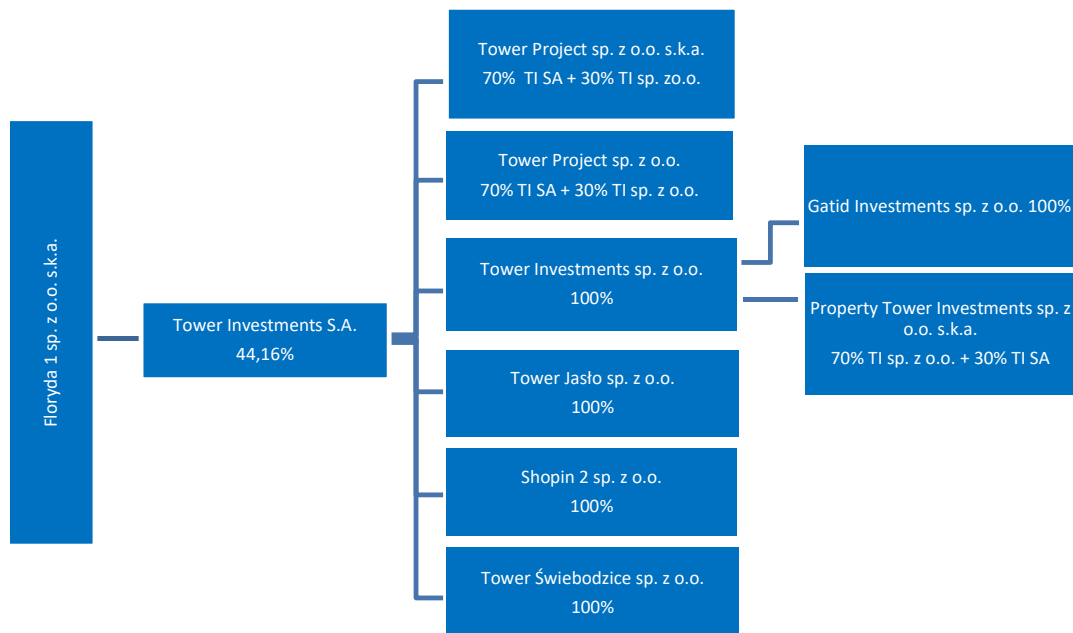 Floryda 1 sp. z o.o. s.k.a.
Tower Investments S.A.
44,16%
Tower Project sp. z o.o. s.k.a.
70%  TI SA + 30% TI sp. zo.o.
Tower Project sp. z o.o.
70% TI SA + 30% TI sp. z o.o.
Tower Investments sp. z o.o.
100%
Tower Jasło sp. z o.o.
100%
Shopin 2 sp. z o.o.
100%
Tower Świebodzice sp. z o.o.
100%
Gatid Investments sp. z o.o. 100%
Property Tower Investments sp. z
o.o. s.k.a.
70% TI sp. z o.o. + 30% TI SA